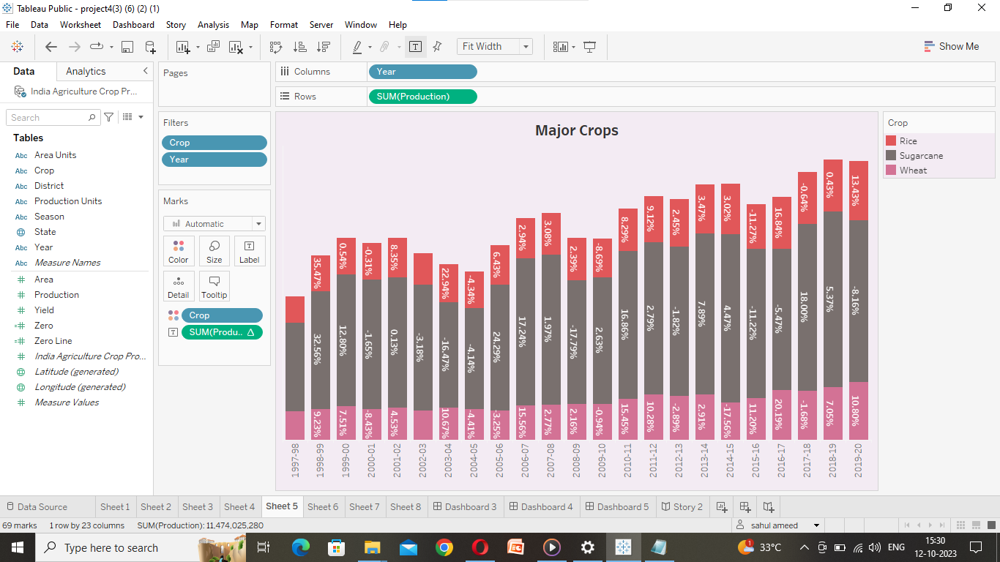 Tableau Public - project4(3) (6) (2) (1)
File Data Worksheet Dashboard Story Analysis Map Format Server Window Help
Fit Width
Show Me
Data Analytics
India Agriculture Crop Pr...
Search
Tables
Abc Area Units
Abc Crop
Abc District
Abc Production Units
Abc Season
State
Abc Year
Abc Measure Names
Area
Production
Yield
Zero
Zero Line
India Agriculture Crop Pro...
Latitude (generated)
Longitude (generated)
Measure Values
Pages
Filters
Crop
Year
Marks
Automatic
Color Size Label
Detail Tooltip
Crop
SUM(Produ.. Δ
Columns Year
Rows SUM(Production)
Major Crops
35.47% 0.54% -0.31% 8.35% 22.94% -4.34% 6.43% 2.94% 3.08% 2.39% -8.69% 8.29% 9.12% 2.45% 3.47% 3.02% -11.27% 16.84% -0.64% 0.43% 13.43%
32.56% 12.80% -1.65% 0.13% -3.18% -16.47% -4.14% 24.29% 17.24% 1.97% -17.79% 2.63% 16.86% 2.79% -1.82% 7.89% 4.47% -11.22% -5.47% 18.00% 5.37% -8.16%
9.23% 7.51% -8.43% 4.53% 10.67% -4.41% -3.25% 15.56% 2.77% 2.16% -0.94% 15.45% 10.28% -2.89% 2.91% -17.56% 11.20% 20.19% -1.68% 7.05% 10.80%
1997-98 1998-99 1999-00 2000-01 2001-02 2002-03 2003-04 2004-05 2005-06 2006-07 2007-08 2008-09 2009-10 2010-11 2011-12 2012-13 2013-14 2014-15 2015-16 2016-17 2017-18 2018-19 2019-20
Crop
Rice
Sugarcane
Wheat
Data Source Sheet 1 Sheet 2 Sheet 3 Sheet 4 Sheet 5 Sheet 6 Sheet 7 Sheet 8 Dashboard 3 Dashboard 4 Dashboard 5 Story 2
69 marks 1 row by 23 columns SUM(Production): 11,474,025,280 sahul ameed
Type here to search
1 33°C ENG
15:30
12-10-2023